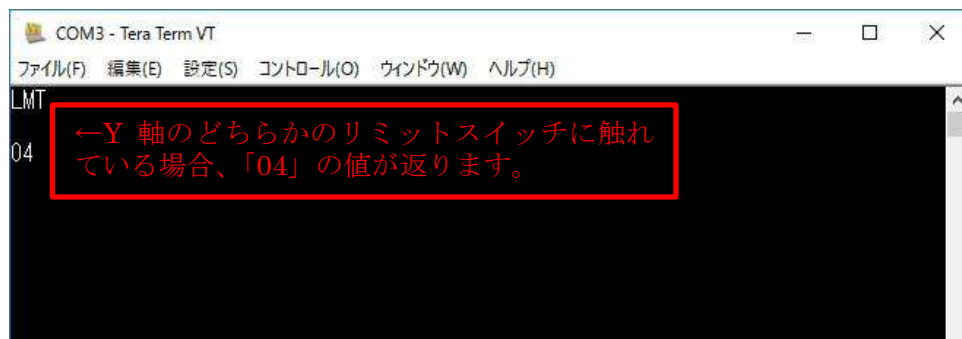 COM3 - Tera Term VT
ファイル(F) 編集(E) 設定(S) コントロール(O) ウィンドウ(W) ヘルプ(H)
LMT
←Y 軸のどちらかのリミットスイッチに触れ
04
ている場合、「04」の値が返ります。